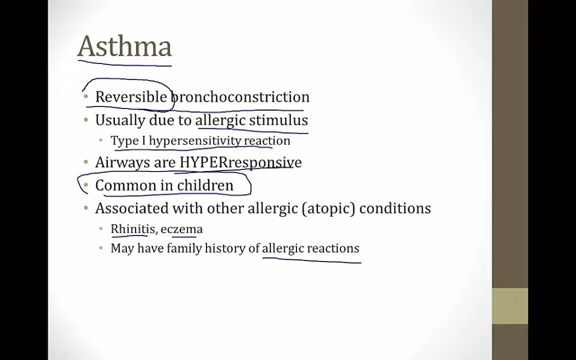 Asthma
• Reversible bronchoconstriction
• Usually due to allergic stimulus
• Type I hypersensitivity reaction
• Airways are HYPERresponsive
• Common in children
• Associated with other allergic (atopic) conditions
• Rhinitis, eczema
• May have family history of allergic reactions